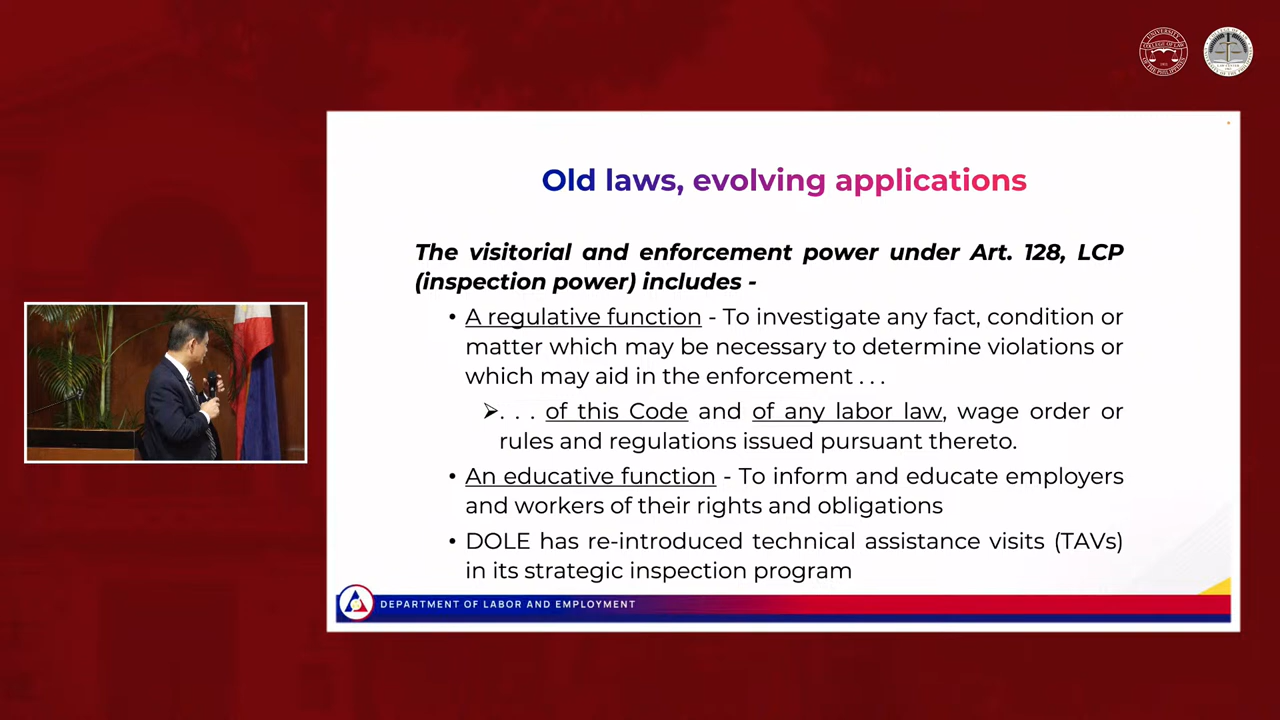 Old laws, evolving applications
The visitorial and enforcement power under Art. 128, LCP
(inspection power) includes -
• A regulative function - To investigate any fact, condition or
matter which may be necessary to determine violations or
which may aid in the enforcement . . .
➢. . . of this Code and of any labor law, wage order or
rules and regulations issued pursuant thereto.
• An educative function - To inform and educate employers
and workers of their rights and obligations
• DOLE has re-introduced technical assistance visits (TAVs)
in its strategic inspection program
DEPARTMENT OF LABOR AND EMPLOYMENT